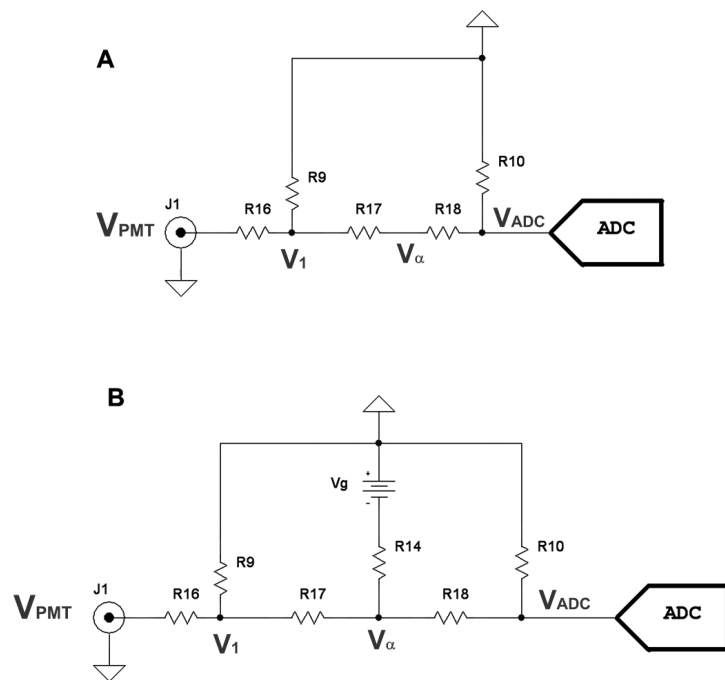 A
R10
R9
J1
R16
R17
R18
VPMT
VADC
ADC
V1
Vα
B
+
Vg
-
R14
R9
R10
J1
R16
R17
R18
VPMT
VADC
ADC
V1
Vα